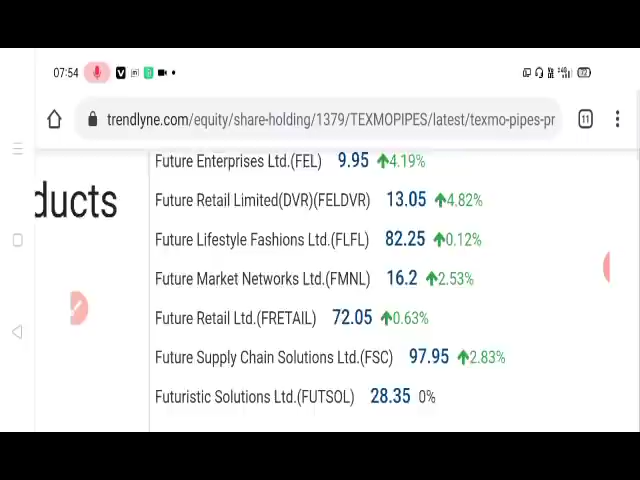 07:54
trendlyne.com/equity/share-holding/1379/TEXMOPIPES/latest/texmo-pipes-pr 11
Future Enterprises Ltd.(FEL) 9.95 4.19%
ducts
Future Retail Limited(DVR)(FELDVR) 13.05 4.82%
Future Lifestyle Fashions Ltd.(FLFL) 82.25 0.12%
Future Market Networks Ltd.(FMNL) 16.2 2.53%
Future Retail Ltd.(FRETAIL) 72.05 0.63%
Future Supply Chain Solutions Ltd.(FSC) 97.95 2.83%
Futuristic Solutions Ltd.(FUTSOL) 28.35 0%